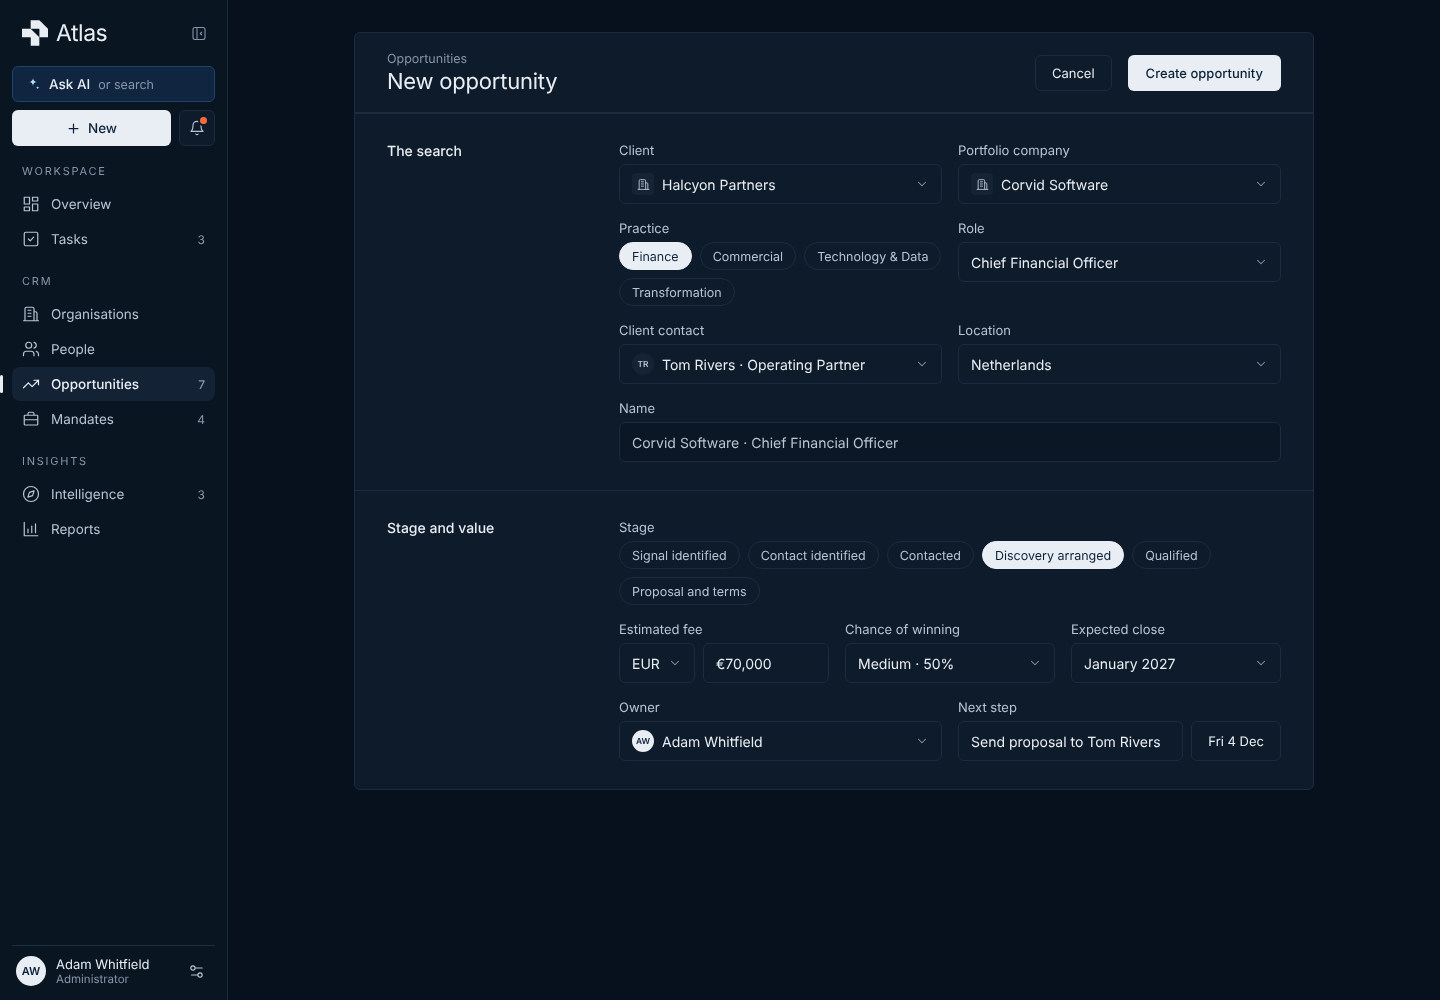 Atlas
Ask AI or search
New
WORKSPACE
Overview
Tasks 3
CRM
Organisations
People
Opportunities 7
Mandates 4
INSIGHTS
Intelligence 3
Reports
AW Adam Whitfield
Administrator
Opportunities
New opportunity
Cancel
Create opportunity
The search
Client
Halcyon Partners
Portfolio company
Corvid Software
Practice
Finance Commercial Technology & Data
Transformation
Role
Chief Financial Officer
Client contact
TR Tom Rivers · Operating Partner
Location
Netherlands
Name
Corvid Software · Chief Financial Officer
Stage and value
Stage
Signal identified Contact identified Contacted Discovery arranged Qualified
Proposal and terms
Estimated fee
EUR €70,000
Chance of winning
Medium · 50%
Expected close
January 2027
Owner
AW Adam Whitfield
Next step
Send proposal to Tom Rivers Fri 4 Dec